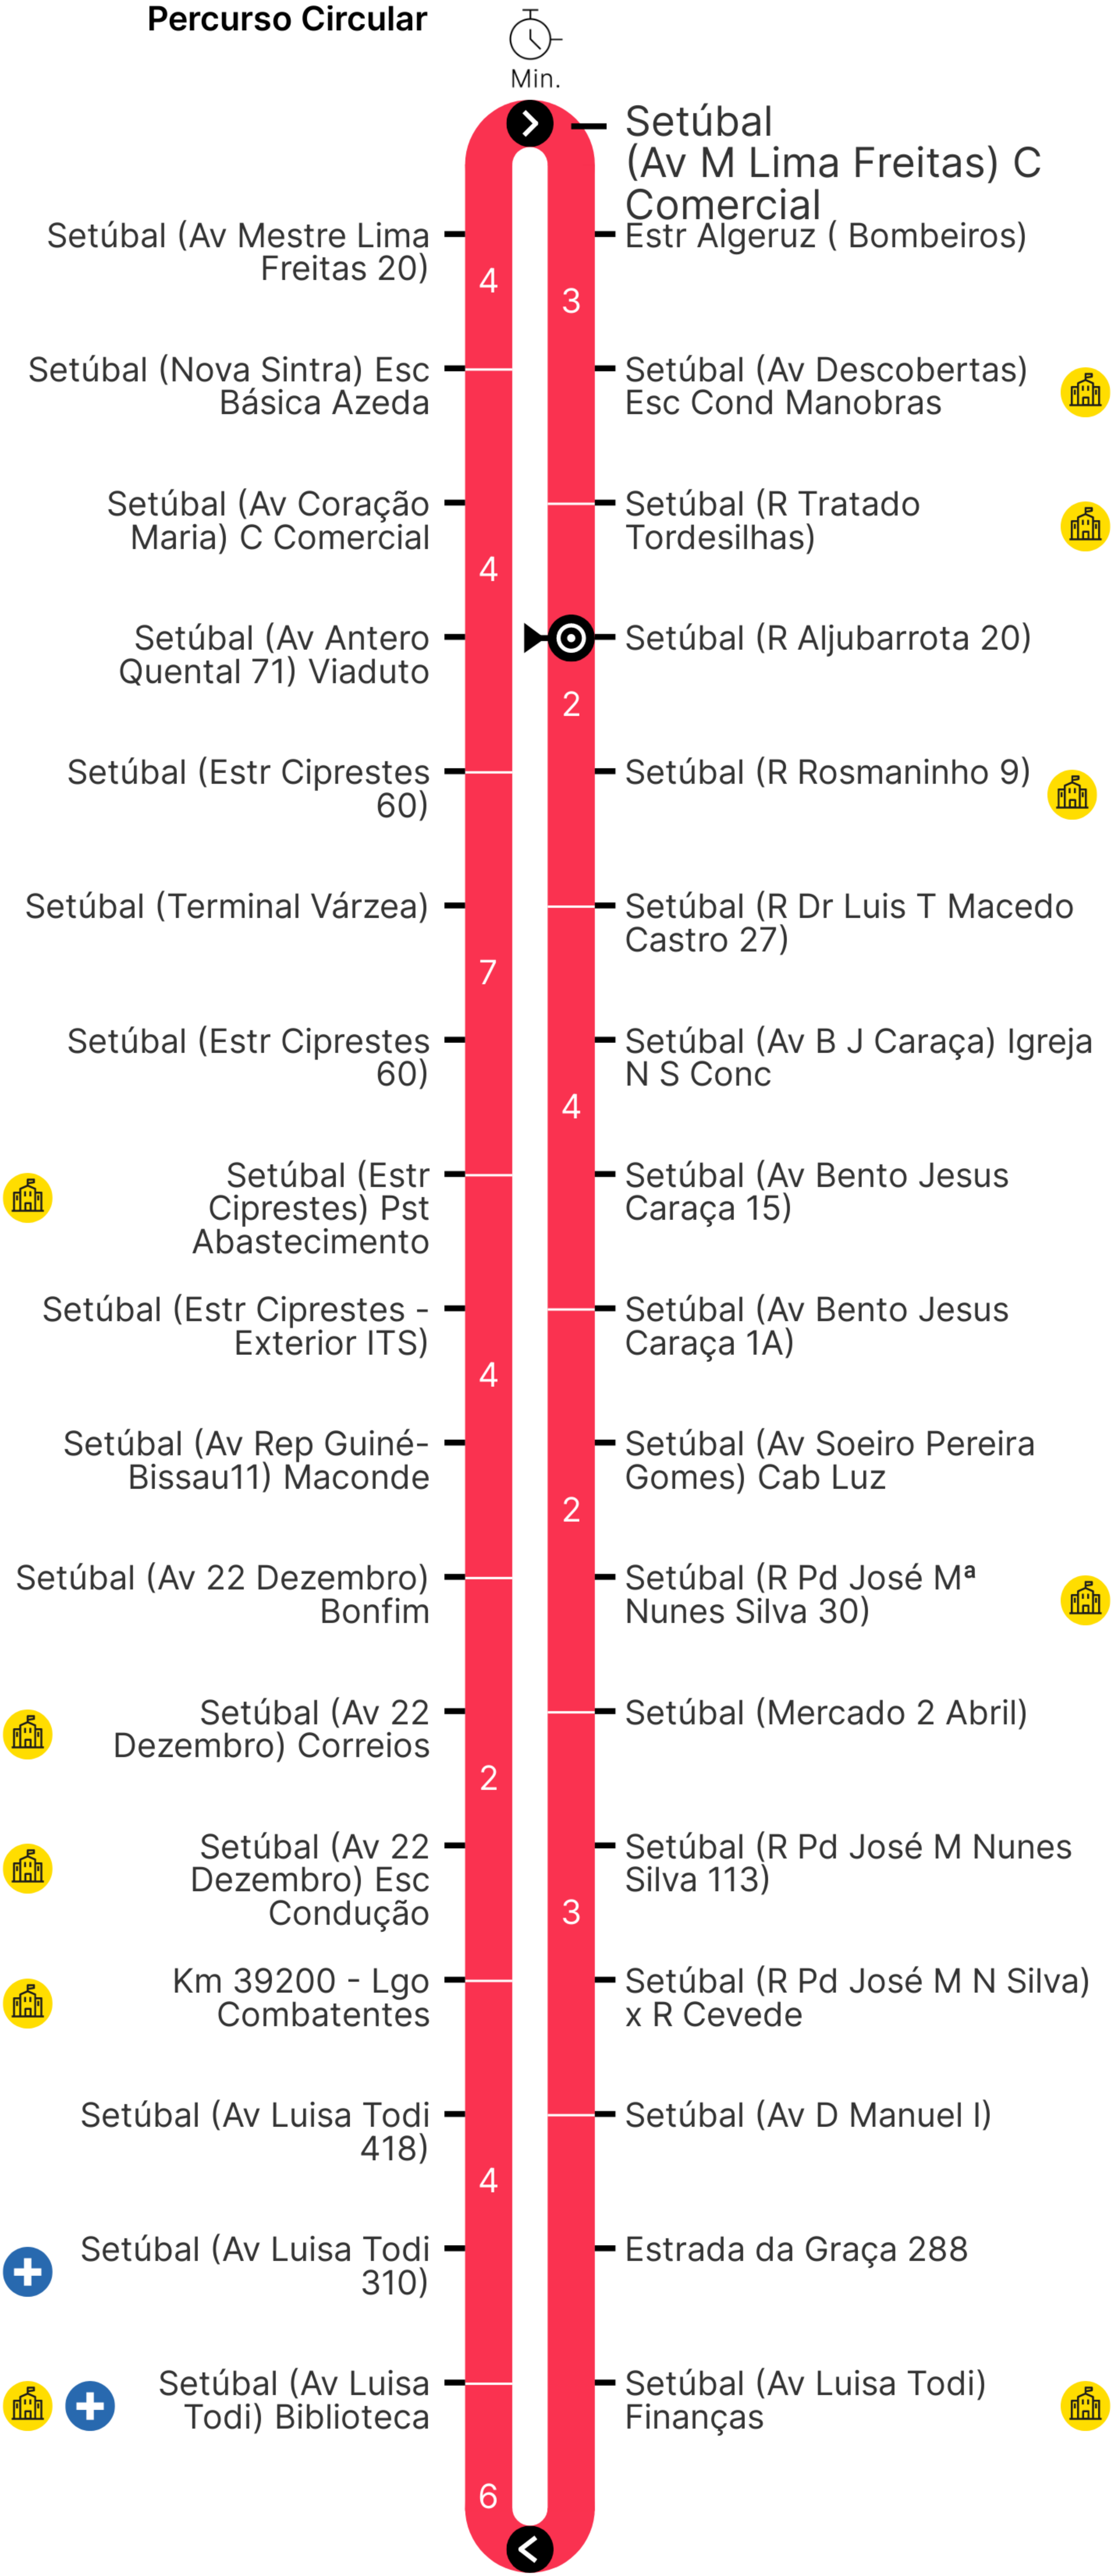 Percurso Circular
Min.
Setúbal
(Av M Lima Freitas) C
Comercial
Estr Algeruz ( Bombeiros)
3
Setúbal (Av Descobertas)
Esc Cond Manobras
Setúbal (R Tratado
Tordesilhas)
Setúbal (R Aljubarrota 20)
2
Setúbal (R Rosmaninho 9)
Setúbal (R Dr Luis T Macedo
Castro 27)
Setúbal (Av B J Caraça) Igreja
N S Conc
4
Setúbal (Av Bento Jesus
Caraça 15)
Setúbal (Av Bento Jesus
Caraça 1A)
Setúbal (Av Soeiro Pereira
Gomes) Cab Luz
2
Setúbal (R Pd José Mª
Nunes Silva 30)
Setúbal (Mercado 2 Abril)
Setúbal (R Pd José M Nunes
Silva 113)
3
Setúbal (R Pd José M N Silva)
x R Cevede
Setúbal (Av D Manuel I)
Estrada da Graça 288
Setúbal (Av Luisa Todi)
Finanças
Setúbal (Av Mestre Lima
Freitas 20)
4
Setúbal (Nova Sintra) Esc
Básica Azeda
Setúbal (Av Coração
Maria) C Comercial
4
Setúbal (Av Antero
Quental 71) Viaduto
Setúbal (Estr Ciprestes
60)
Setúbal (Terminal Várzea)
7
Setúbal (Estr Ciprestes
60)
Setúbal (Estr
Ciprestes) Pst
Abastecimento
Setúbal (Estr Ciprestes -
Exterior ITS)
4
Setúbal (Av Rep Guiné-
Bissau11) Maconde
Setúbal (Av 22 Dezembro)
Bonfim
Setúbal (Av 22
Dezembro) Correios
2
Setúbal (Av 22
Dezembro) Esc
Condução
Km 39200 - Lgo
Combatentes
Setúbal (Av Luisa Todi
418)
4
Setúbal (Av Luisa Todi
310)
Setúbal (Av Luisa
Todi) Biblioteca
6